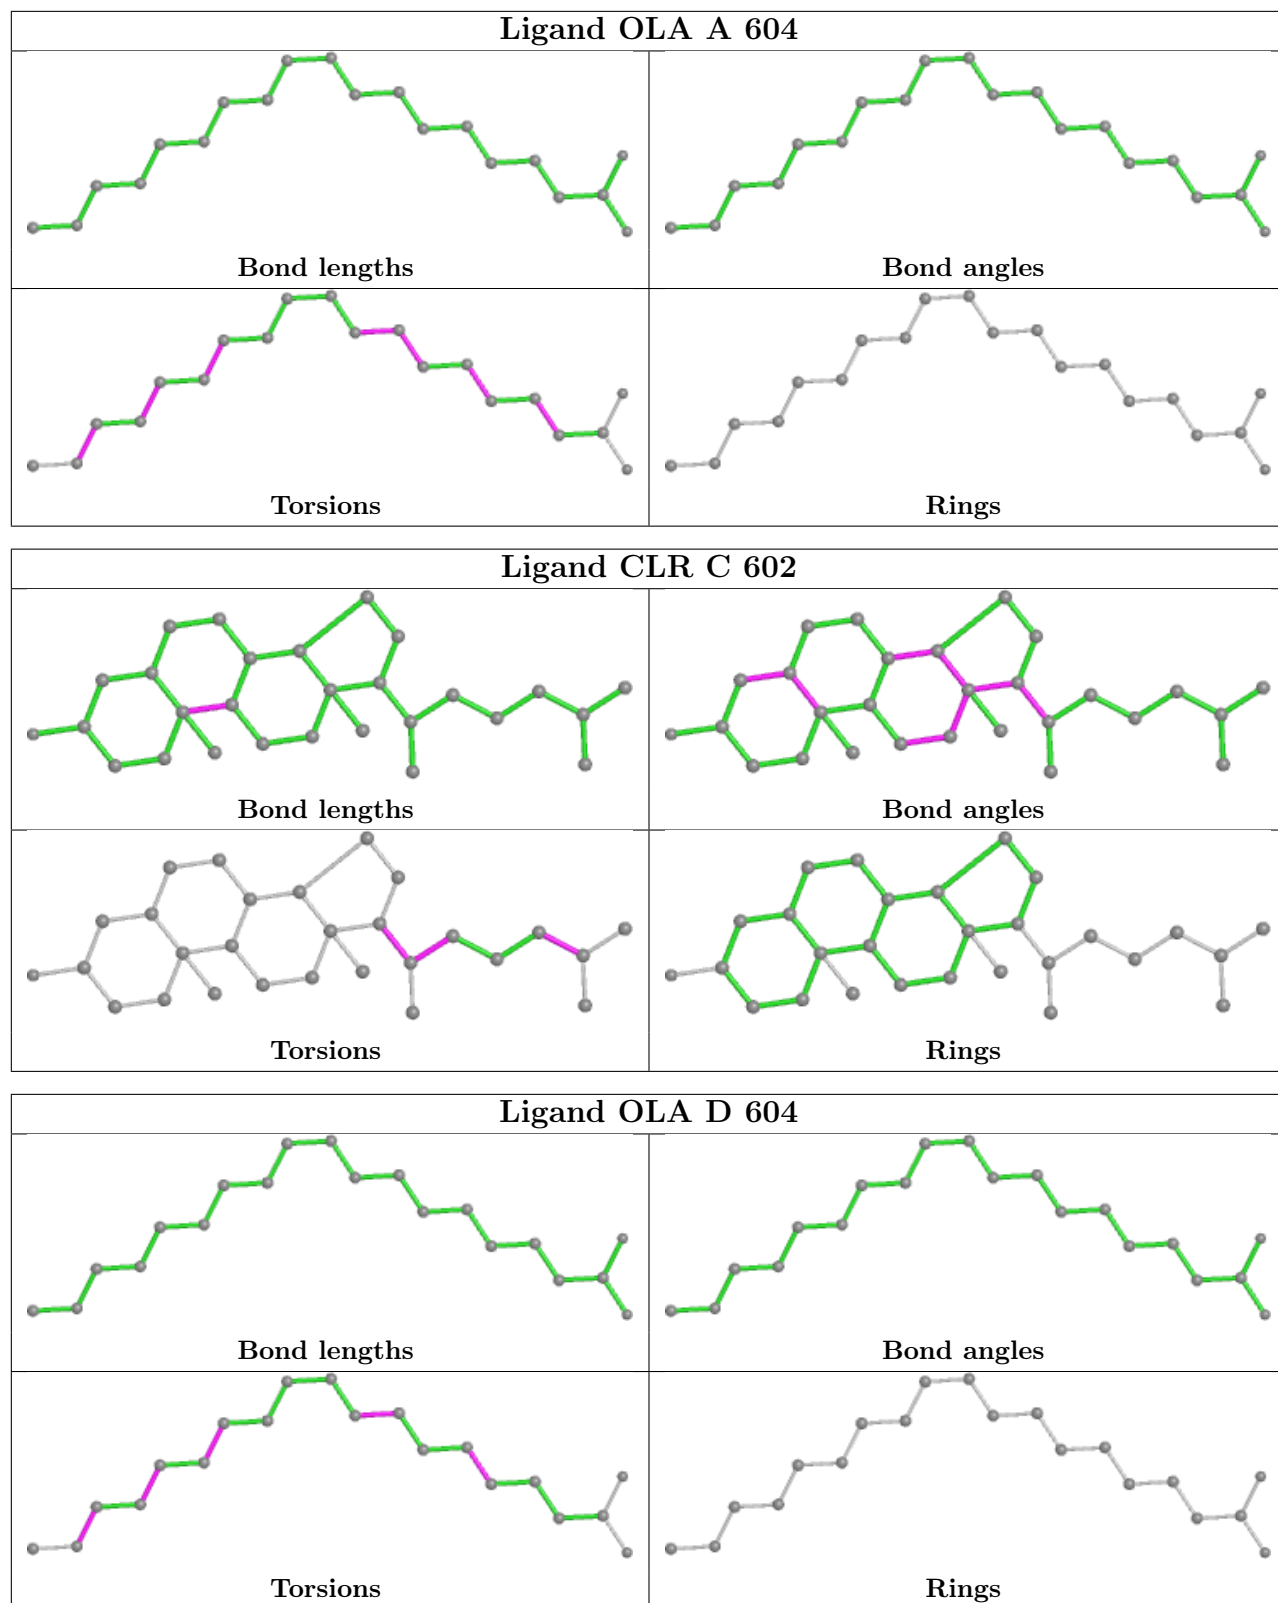 Ligand OLA A 604
Bond lengths
Bond angles
Torsions
Rings
Ligand CLR C 602
Bond lengths
Bond angles
Torsions
Rings
Ligand OLA D 604
Bond lengths
Bond angles
Torsions
Rings